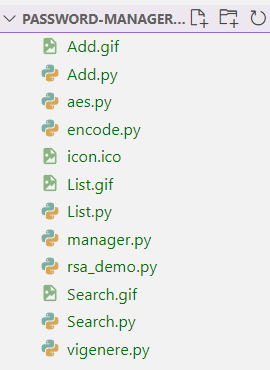 PASSWORD-MANAGER...
Add.gif
Add.py
aes.py
encode.py
icon.ico
List.gif
List.py
manager.py
rsa_demo.py
Search.gif
Search.py
vigenere.py